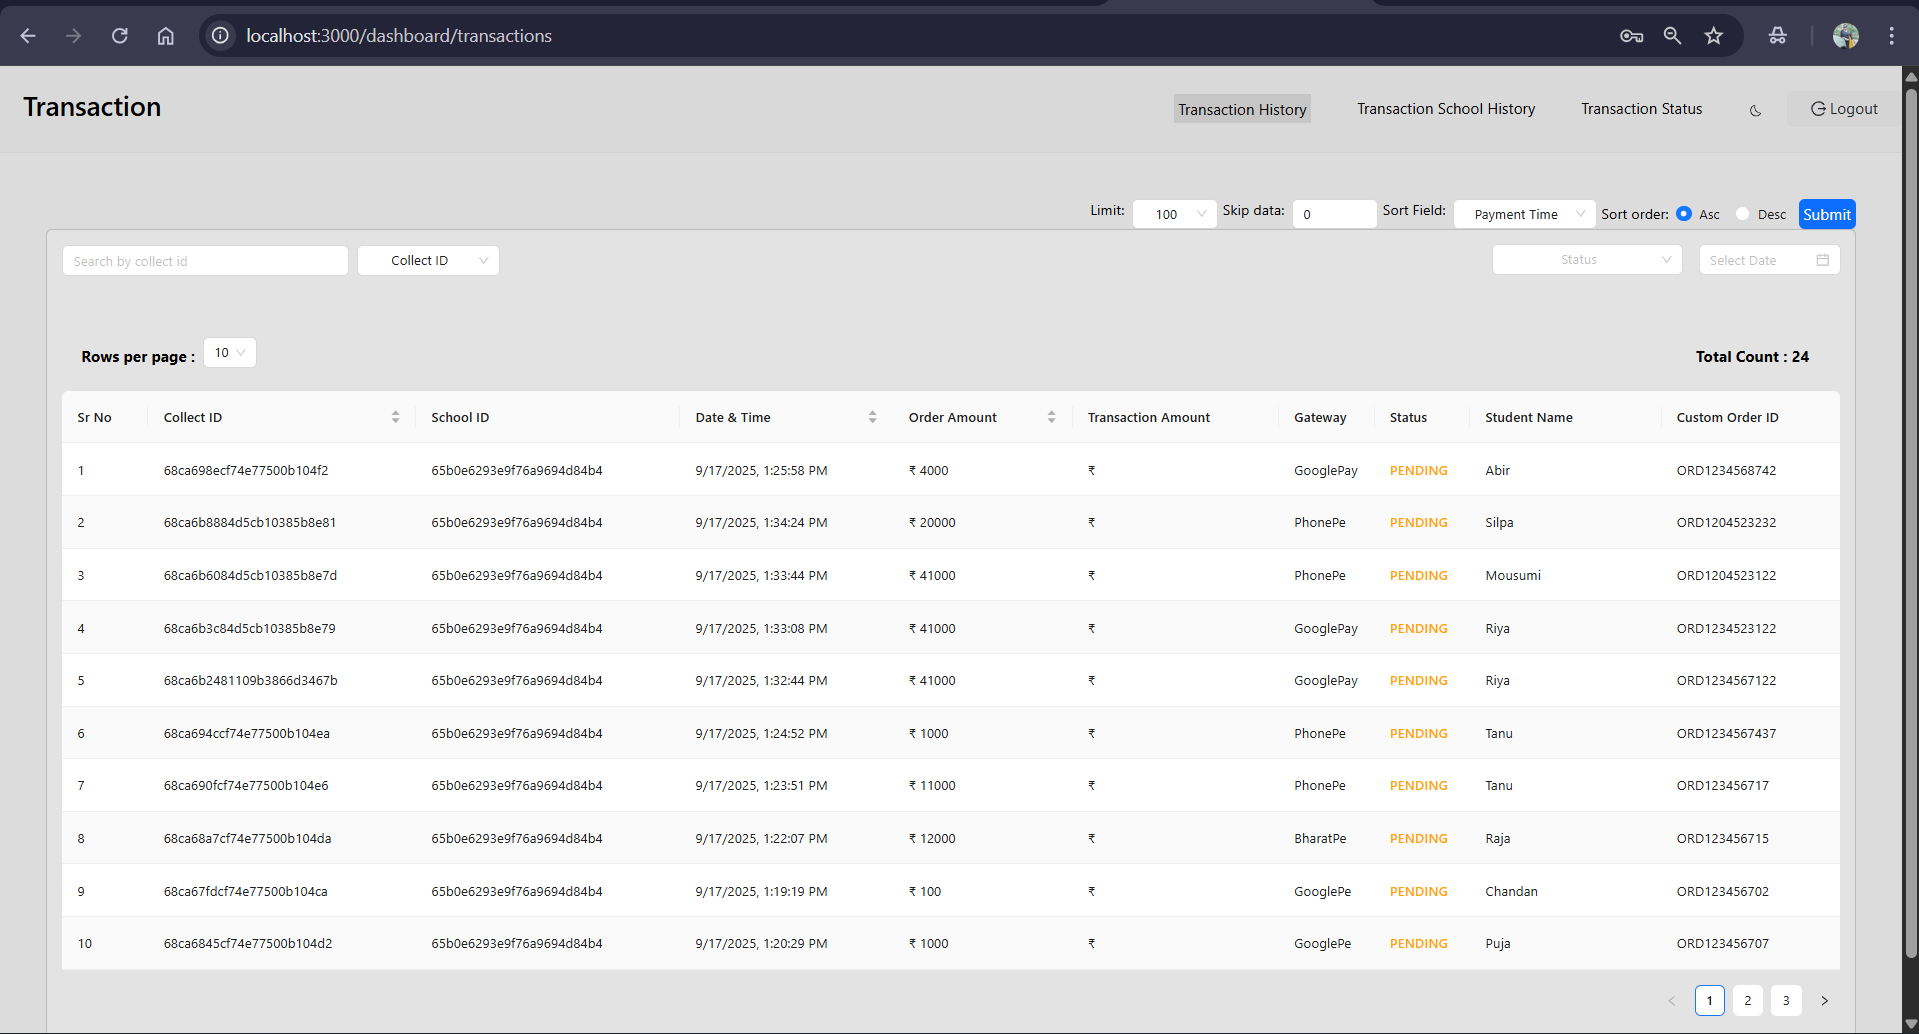 localhost:3000/dashboard/transactions
Transaction
Transaction History Transaction School History Transaction Status Logout
Limit: 100 Skip data: 0 Sort Field: Payment Time Sort order: Asc Desc Submit
Search by collect id Collect ID Status Select Date
Rows per page : 10 Total Count : 24
Sr No Collect ID School ID Date & Time Order Amount Transaction Amount Gateway Status Student Name Custom Order ID
1 68ca698ecf74e77500b104f2 65b0e6293e9f76a9694d84b4 9/17/2025, 1:25:58 PM ₹ 4000 ₹ GooglePay PENDING Abir ORD1234568742
2 68ca6b8884d5cb10385b8e81 65b0e6293e9f76a9694d84b4 9/17/2025, 1:34:24 PM ₹ 20000 ₹ PhonePe PENDING Silpa ORD1204523232
3 68ca6b6084d5cb10385b8e7d 65b0e6293e9f76a9694d84b4 9/17/2025, 1:33:44 PM ₹ 41000 ₹ PhonePe PENDING Mousumi ORD1204523122
4 68ca6b3c84d5cb10385b8e79 65b0e6293e9f76a9694d84b4 9/17/2025, 1:33:08 PM ₹ 41000 ₹ GooglePay PENDING Riya ORD1234523122
5 68ca6b2481109b3866d3467b 65b0e6293e9f76a9694d84b4 9/17/2025, 1:32:44 PM ₹ 41000 ₹ GooglePay PENDING Riya ORD1234567122
6 68ca694ccf74e77500b104ea 65b0e6293e9f76a9694d84b4 9/17/2025, 1:24:52 PM ₹ 1000 ₹ PhonePe PENDING Tanu ORD1234567437
7 68ca690fcf74e77500b104e6 65b0e6293e9f76a9694d84b4 9/17/2025, 1:23:51 PM ₹ 11000 ₹ PhonePe PENDING Tanu ORD123456717
8 68ca68a7cf74e77500b104da 65b0e6293e9f76a9694d84b4 9/17/2025, 1:22:07 PM ₹ 12000 ₹ BharatPe PENDING Raja ORD123456715
9 68ca67fdcf74e77500b104ca 65b0e6293e9f76a9694d84b4 9/17/2025, 1:19:19 PM ₹ 100 ₹ GooglePe PENDING Chandan ORD123456702
10 68ca6845cf74e77500b104d2 65b0e6293e9f76a9694d84b4 9/17/2025, 1:20:29 PM ₹ 1000 ₹ GooglePe PENDING Puja ORD123456707
< 1 2 3 >